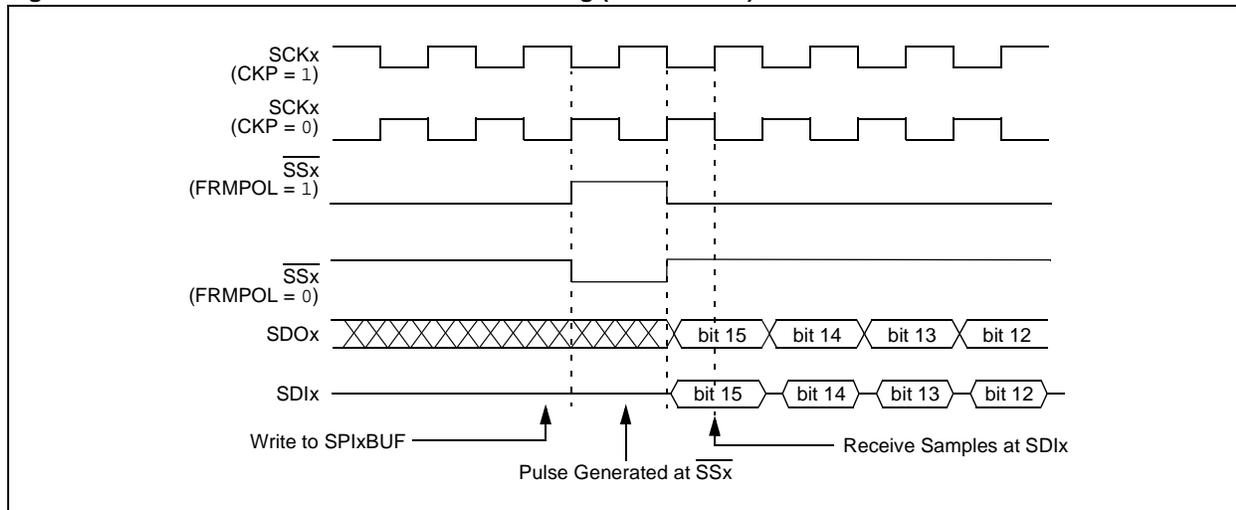 SCKx
(CKP = 1)
SCKx
(CKP = 0)
SSx
(FRMPOL = 1)
SSx
(FRMPOL = 0)
SDOx
bit 15 bit 14 bit 13 bit 12
SDIx
bit 15 bit 14 bit 13 bit 12
Write to SPIxBUF
Receive Samples at SDIx
Pulse Generated at SSx